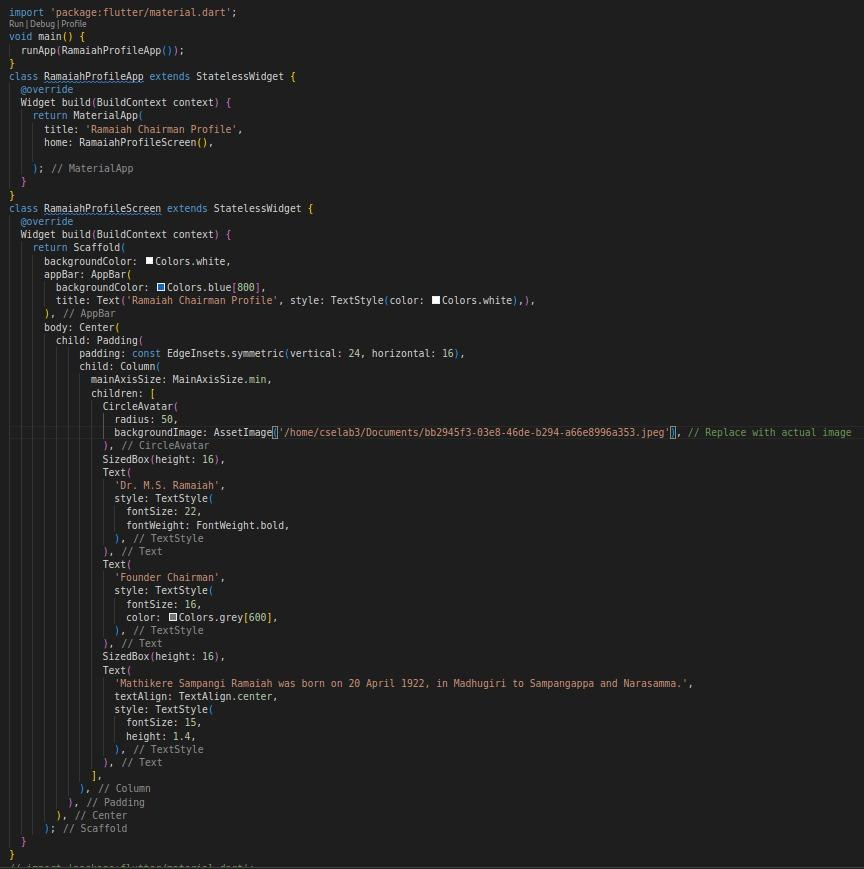 import 'package:flutter/material.dart';
Run | Debug | Profile
void main() {
  runApp(RamaiahProfileApp());
}
class RamaiahProfileApp extends StatelessWidget {
  @override
  Widget build(BuildContext context) {
    return MaterialApp(
      title: 'Ramaiah Chairman Profile',
      home: RamaiahProfileScreen(),

    ); // MaterialApp
  }
}
class RamaiahProfileScreen extends StatelessWidget {
  @override
  Widget build(BuildContext context) {
    return Scaffold(
      backgroundColor: Colors.white,
      appBar: AppBar(
        backgroundColor: Colors.blue[800],
        title: Text('Ramaiah Chairman Profile', style: TextStyle(color: Colors.white),),
      ), // AppBar
      body: Center(
        child: Padding(
            padding: const EdgeInsets.symmetric(vertical: 24, horizontal: 16),
            child: Column(
              mainAxisSize: MainAxisSize.min,
              children: [
                CircleAvatar(
                  radius: 50,
                  backgroundImage: AssetImage('/home/cselab3/Documents/bb2945f3-03e8-46de-b294-a66e8996a353.jpeg'), // Replace with actual image
                ), // CircleAvatar
                SizedBox(height: 16),
                Text(
                  'Dr. M.S. Ramaiah',
                  style: TextStyle(
                    fontSize: 22,
                    fontWeight: FontWeight.bold,
                  ), // TextStyle
                ), // Text
                Text(
                  'Founder Chairman',
                  style: TextStyle(
                    fontSize: 16,
                    color: Colors.grey[600],
                  ), // TextStyle
                ), // Text
                SizedBox(height: 16),
                Text(
                  'Mathikere Sampangi Ramaiah was born on 20 April 1922, in Madhugiri to Sampangappa and Narasamma.',
                  textAlign: TextAlign.center,
                  style: TextStyle(
                    fontSize: 15,
                    height: 1.4,
                  ), // TextStyle
                ), // Text
              ],
            ), // Column
          ), // Padding
        ), // Center
      ); // Scaffold
  }
}
// import 'package:flutter/material.dart';